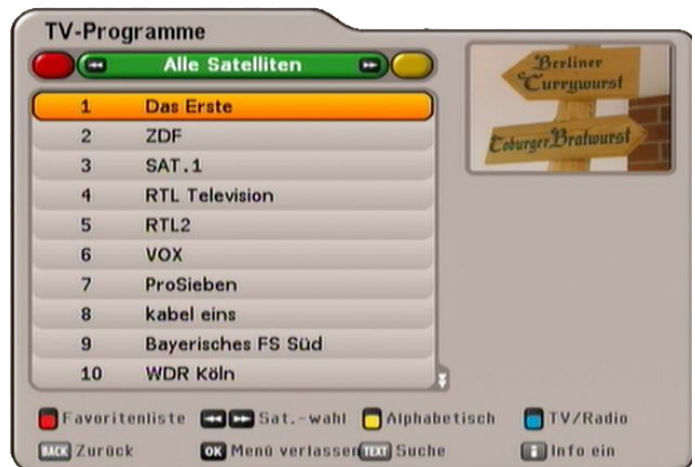 TV-Programme
Alle Satelliten
1 Das Erste
2 ZDF
3 SAT.1
4 RTL Television
5 RTL2
6 VOX
7 ProSieben
8 kabel eins
9 Bayerisches FS Süd
10 WDR Köln
Berliner
Currywurst
Coburger Bratwurst
Favoritenliste Sat.-wahl Alphabetisch TV/Radio
BACK Zurück OK Menü verlassen TEXT Suche i Info ein